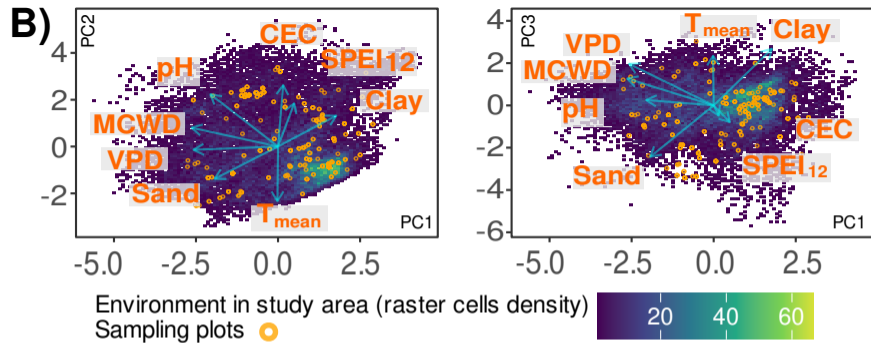 B)
PC2
CEC
SPEI12
pH
Clay
MCWD
VPD
Sand
Tmean
PC1
4
2
0
-2
-5.0 -2.5 0.0 2.5
PC3
Tmean
Clay
VPD
MCWD
pH
CEC
Sand
SPEI12
PC1
4
2
0
-2
-4
-6
-5.0 -2.5 0.0 2.5
Environment in study area (raster cells density)
20 40 60
Sampling plots